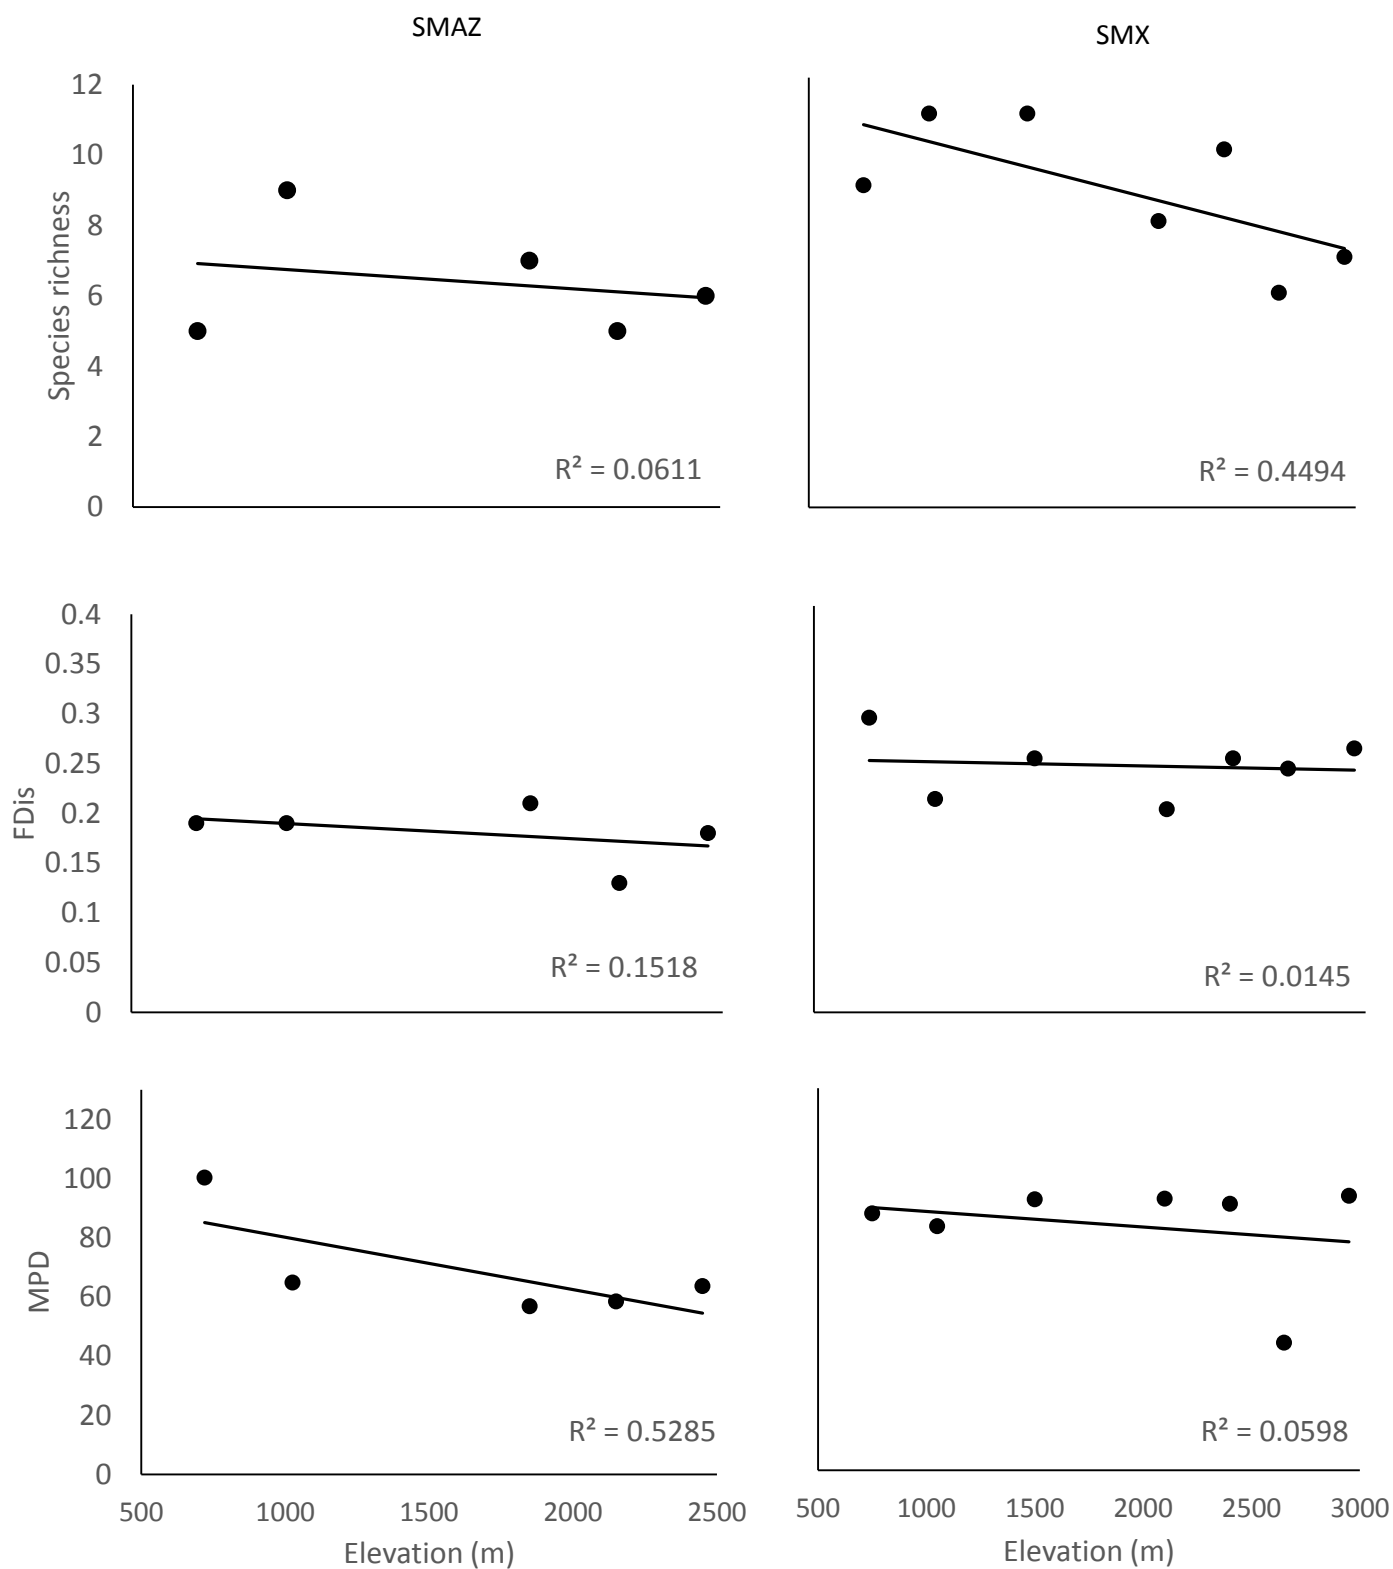 SMAZ
SMX
Species richness
12
10
8
6
4
2
0
R² = 0.0611
R² = 0.4494
FDis
0.4
0.35
0.3
0.25
0.2
0.15
0.1
0.05
0
R² = 0.1518
R² = 0.0145
MPD
120
100
80
60
40
20
0
R² = 0.5285
R² = 0.0598
500 1000 1500 2000 2500
500 1000 1500 2000 2500 3000
Elevation (m)
Elevation (m)